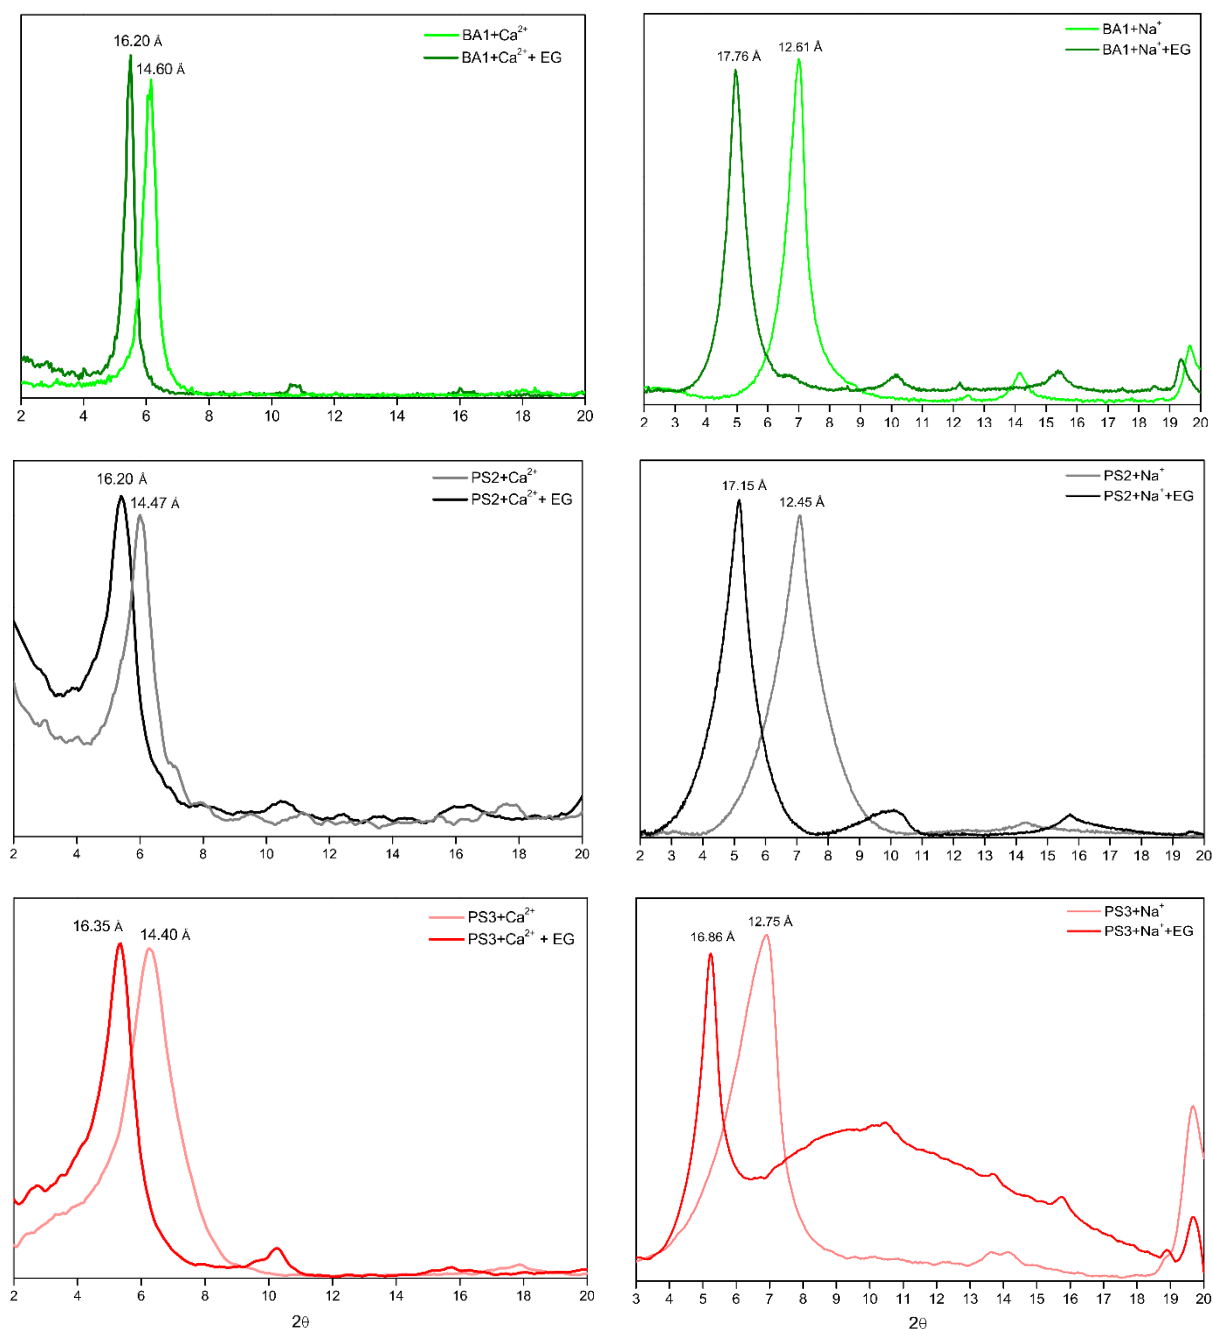 BA1+Ca²⁺
BA1+Ca²⁺ + EG
16.20 Å
14.60 Å
2 4 6 8 10 12 14 16 18 20
BA1+Na⁺
BA1+Na⁺+EG
17.76 Å
12.61 Å
2 3 4 5 6 7 8 9 10 11 12 13 14 15 16 17 18 19 20
PS2+Ca²⁺
PS2+Ca²⁺ + EG
16.20 Å
14.47 Å
2 4 6 8 10 12 14 16 18 20
PS2+Na⁺
PS2+Na⁺+EG
17.15 Å
12.45 Å
2 3 4 5 6 7 8 9 10 11 12 13 14 15 16 17 18 19 20
PS3+Ca²⁺
PS3+Ca²⁺ + EG
16.35 Å
14.40 Å
2 4 6 8 10 12 14 16 18 20
2θ
PS3+Na⁺
PS3+Na⁺+EG
12.75 Å
16.86 Å
3 4 5 6 7 8 9 10 11 12 13 14 15 16 17 18 19 20
2θ